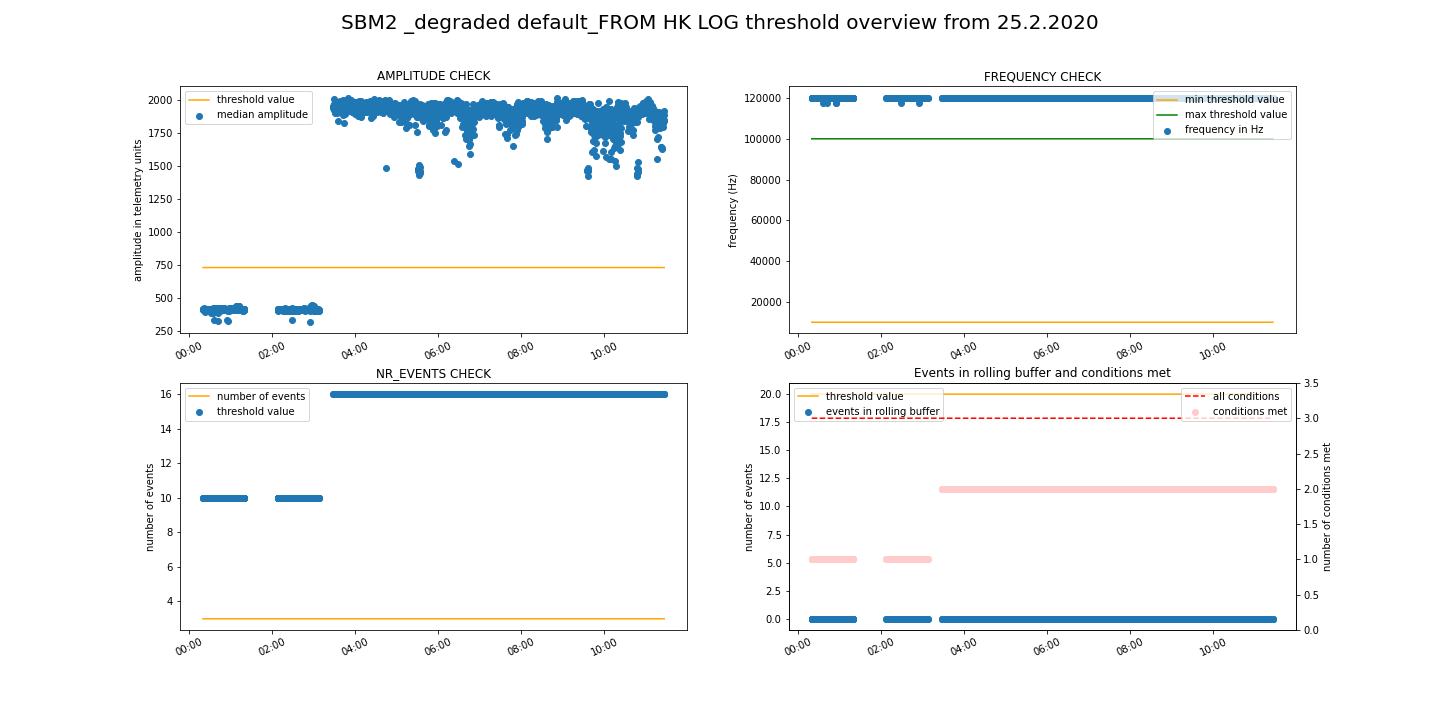 SBM2 _degraded default_FROM HK LOG threshold overview from 25.2.2020
AMPLITUDE CHECK
threshold value
median amplitude
amplitude in telemetry units
2000
1750
1500
1250
1000
750
500
250
00:00 02:00 04:00 06:00 08:00 10:00
FREQUENCY CHECK
min threshold value
max threshold value
frequency in Hz
frequency (Hz)
120000
100000
80000
60000
40000
20000
00:00 02:00 04:00 06:00 08:00 10:00
NR_EVENTS CHECK
number of events
threshold value
number of events
16
14
12
10
8
6
4
00:00 02:00 04:00 06:00 08:00 10:00
Events in rolling buffer and conditions met
threshold value
events in rolling buffer
all conditions
conditions met
number of events
20.0
17.5
15.0
12.5
10.0
7.5
5.0
2.5
0.0
00:00 02:00 04:00 06:00 08:00 10:00
3.5
3.0
2.5
2.0
1.5
1.0
0.5
0.0
number of conditions met